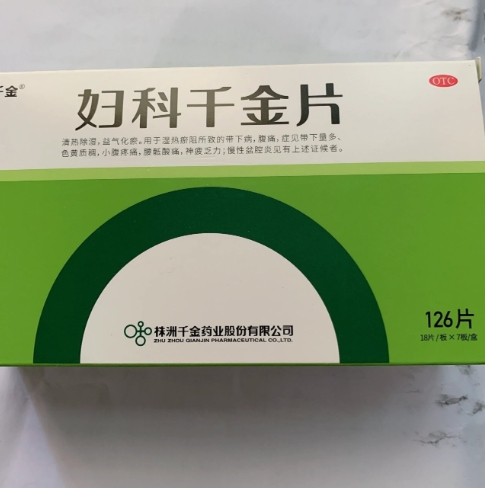 千金®
OTC
妇科千金片
清热除湿,益气化瘀。用于湿热瘀阻所致的带下病,腹痛,症见带下量多、
色黄质稠,小腹疼痛,腰骶酸痛,神疲乏力;慢性盆腔炎见有上述证候者。
株洲千金药业股份有限公司
ZHU ZHOU QIANJIN PHARMACEUTICAL CO.,LTD.
126片
18片/板×7板/盒